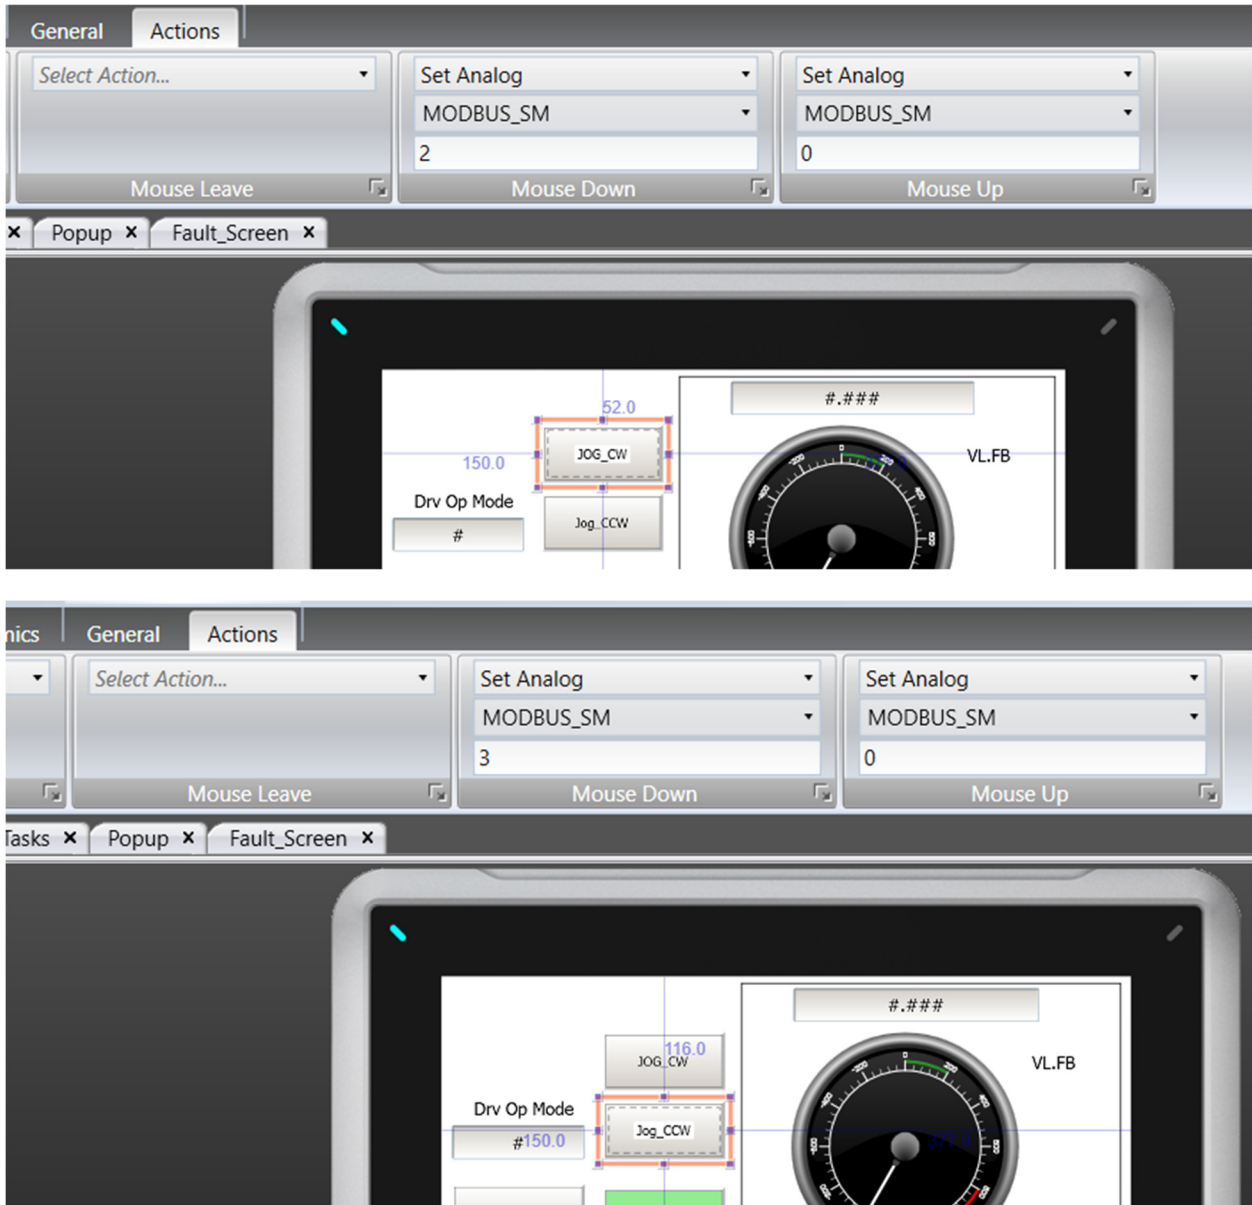 General Actions
Select Action... Set Analog Set Analog
MODBUS_SM MODBUS_SM
2 0
Mouse Leave Mouse Down Mouse Up
× Popup × Fault_Screen ×
#.###
52.0
JOG_CW
150.0
VL.FB
Drv Op Mode
Jog_CCW
#
General Actions
Select Action... Set Analog Set Analog
MODBUS_SM MODBUS_SM
3 0
Mouse Leave Mouse Down Mouse Up
Tasks × Popup × Fault_Screen ×
#.###
116.0
JOG_CW
VL.FB
Drv Op Mode
Jog_CCW
#150.0
377.0